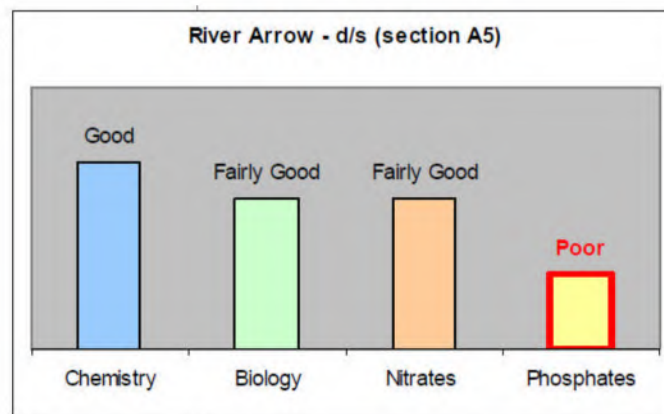 River Arrow - d/s (section A5)
Good
Fairly Good
Fairly Good
Poor
Chemistry
Biology
Nitrates
Phosphates